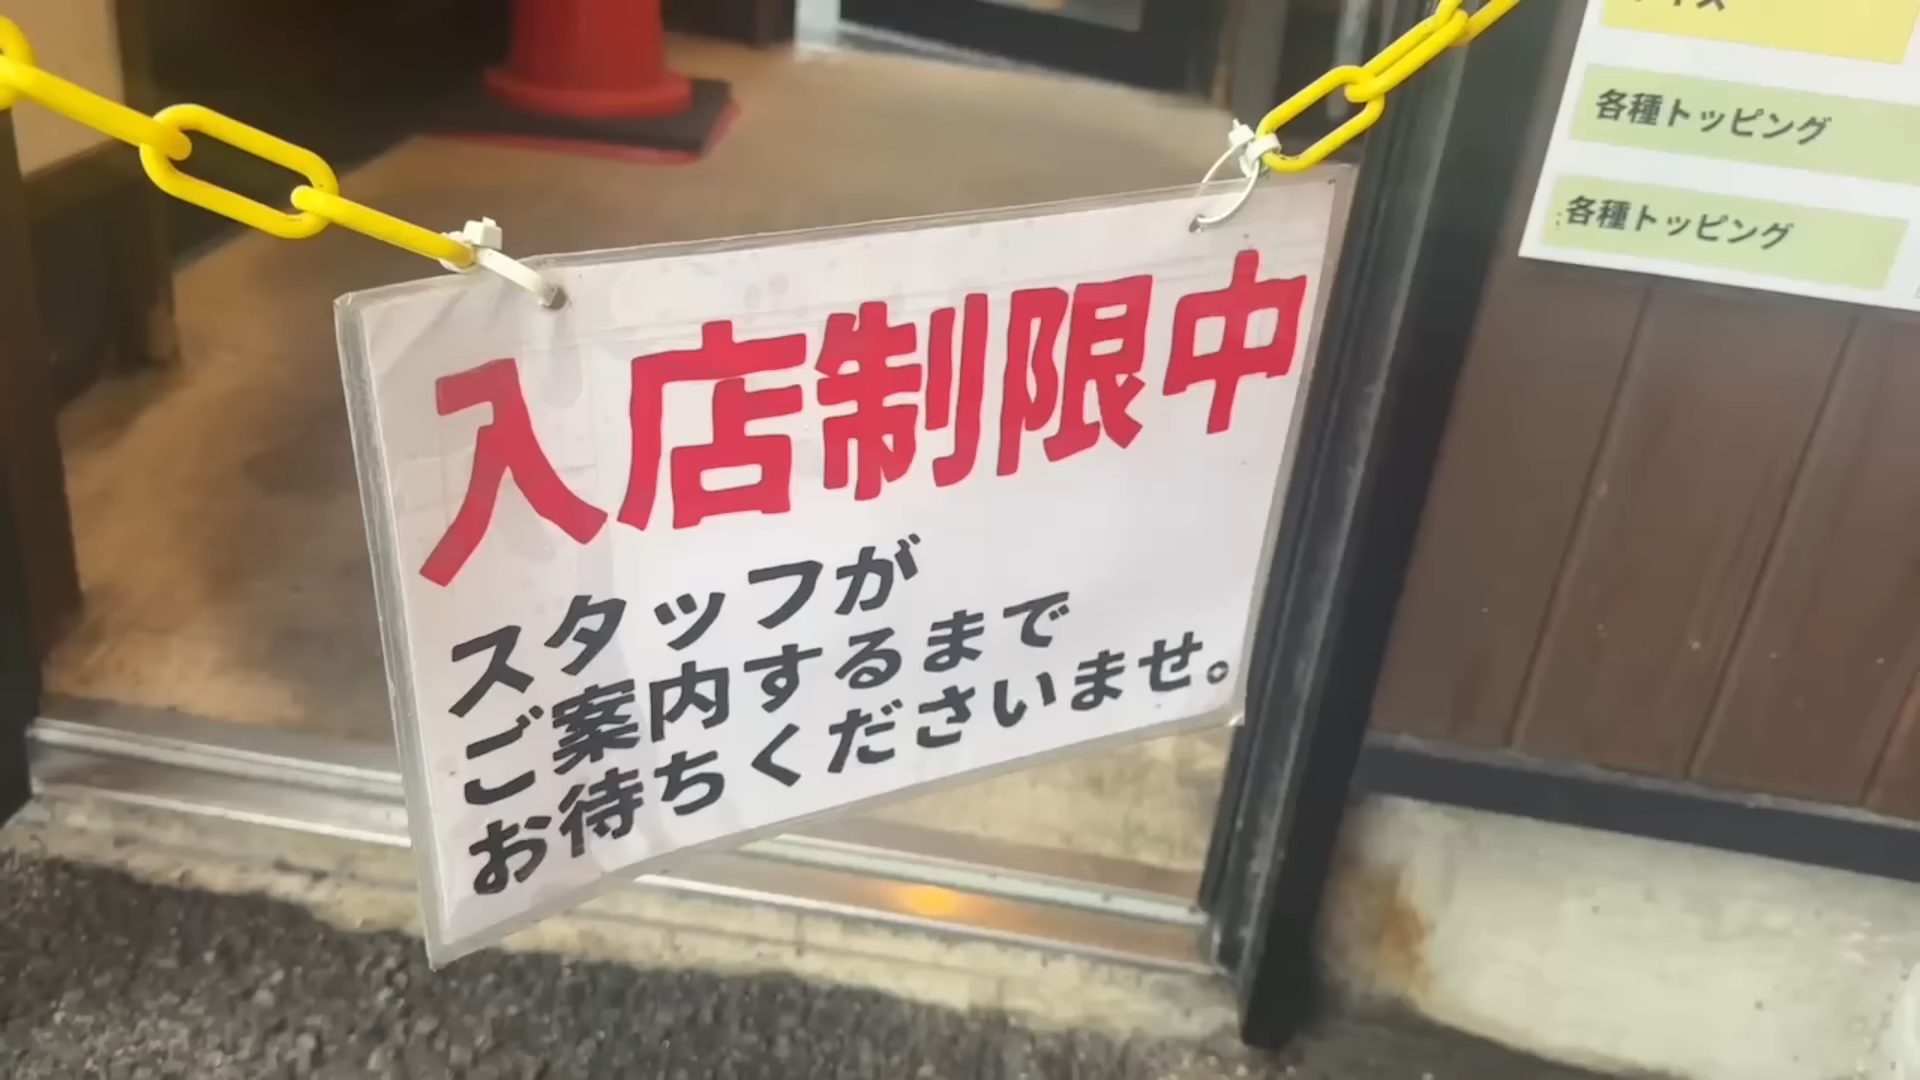 入店制限中
スタッフが
ご案内するまで
お待ちくださいませ。
各種トッピング
各種トッピング